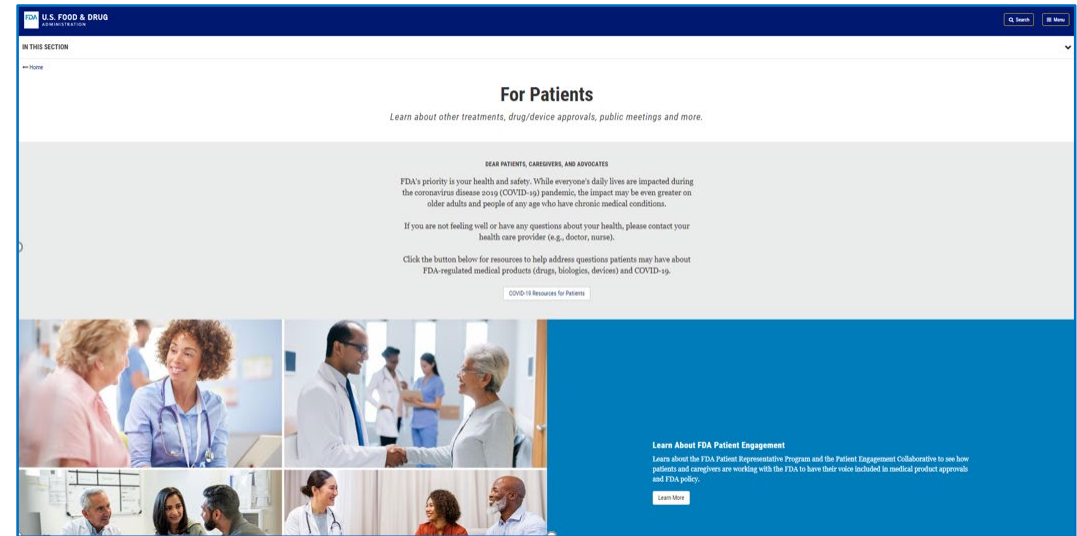 FDA U.S. FOOD & DRUG
ADMINISTRATION
Search
Menu
IN THIS SECTION
Home
For Patients
Learn about other treatments, drug/device approvals, public meetings and more.
DEAR PATIENTS, CAREGIVERS, AND ADVOCATES
FDA's priority is your health and safety. While everyone's daily lives are impacted during
the coronavirus disease 2019 (COVID-19) pandemic, the impact may be even greater on
older adults and people of any age who have chronic medical conditions.
If you are not feeling well or have any questions about your health, please contact your
health care provider (e.g., doctor, nurse).
Click the button below for resources to help address questions patients may have about
FDA-regulated medical products (drugs, biologics, devices) and COVID-19.
COVID-19 Resources for Patients
Learn About FDA Patient Engagement
Learn about the FDA Patient Representative Program and the Patient Engagement Collaborative to see how
patients and caregivers are working with the FDA to have their voice included in medical product approvals
and FDA policy.
Learn More